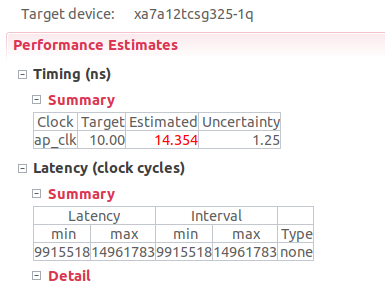 Target device: xa7a12tcsg325-1q
Performance Estimates
Timing (ns)
Summary
Clock Target Estimated Uncertainty
ap_clk 10.00 14.354 1.25
Latency (clock cycles)
Summary
Latency Interval
min max min max Type
9915518 14961783 9915518 14961783 none
Detail